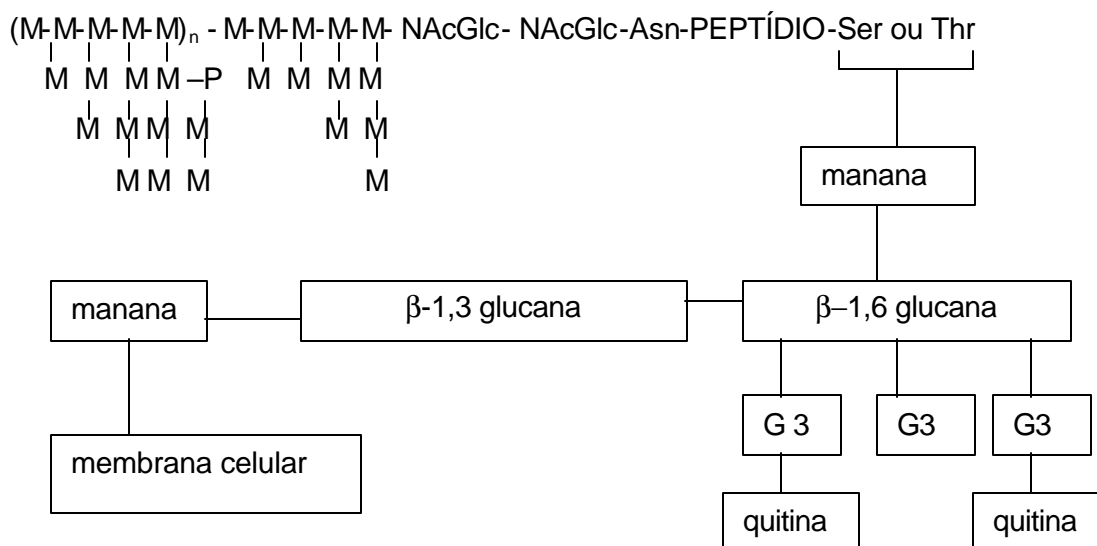 (M-M-M-M-M)n - M-M-M-M-M- NAcGlc- NAcGlc-Asn-PEPTÍDIO-Ser ou Thr
M M M M –P M M M M
M M M M M M
M M M M
manana
manana β-1,3 glucana β–1,6 glucana
G 3 G3 G3
membrana celular
quitina quitina